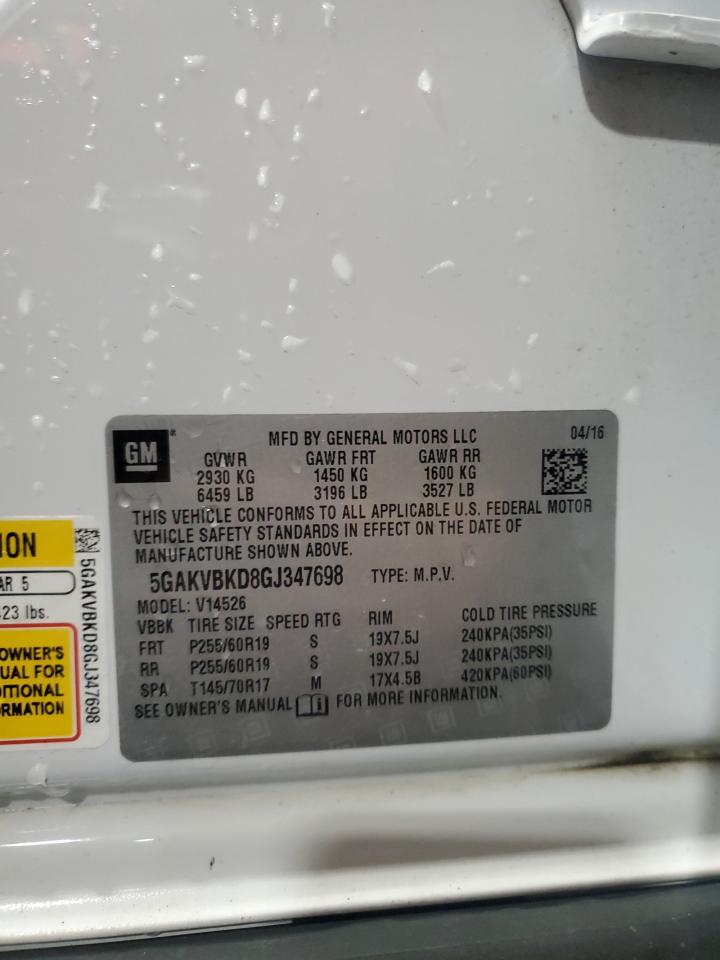 GM
MFD BY GENERAL MOTORS LLC 04/16
GVWR GAWR FRT GAWR RR
2930 KG 1450 KG 1600 KG
6459 LB 3196 LB 3527 LB
THIS VEHICLE CONFORMS TO ALL APPLICABLE U.S. FEDERAL MOTOR
VEHICLE SAFETY STANDARDS IN EFFECT ON THE DATE OF
MANUFACTURE SHOWN ABOVE.
5GAKVBKD8GJ347698 TYPE: M.P.V.
MODEL: V14526
VBBK TIRE SIZE SPEED RTG RIM COLD TIRE PRESSURE
FRT P255/60R19 S 19X7.5J 240KPA(35PSI)
RR P255/60R19 S 19X7.5J 240KPA(35PSI)
SPA T145/70R17 M 17X4.5B 420KPA(60PSI)
SEE OWNER'S MANUAL i FOR MORE INFORMATION.
ION
AR 5
23 lbs.
OWNER'S
UAL FOR
ITIONAL
RMATION
5GAKVBKD8GJ347698